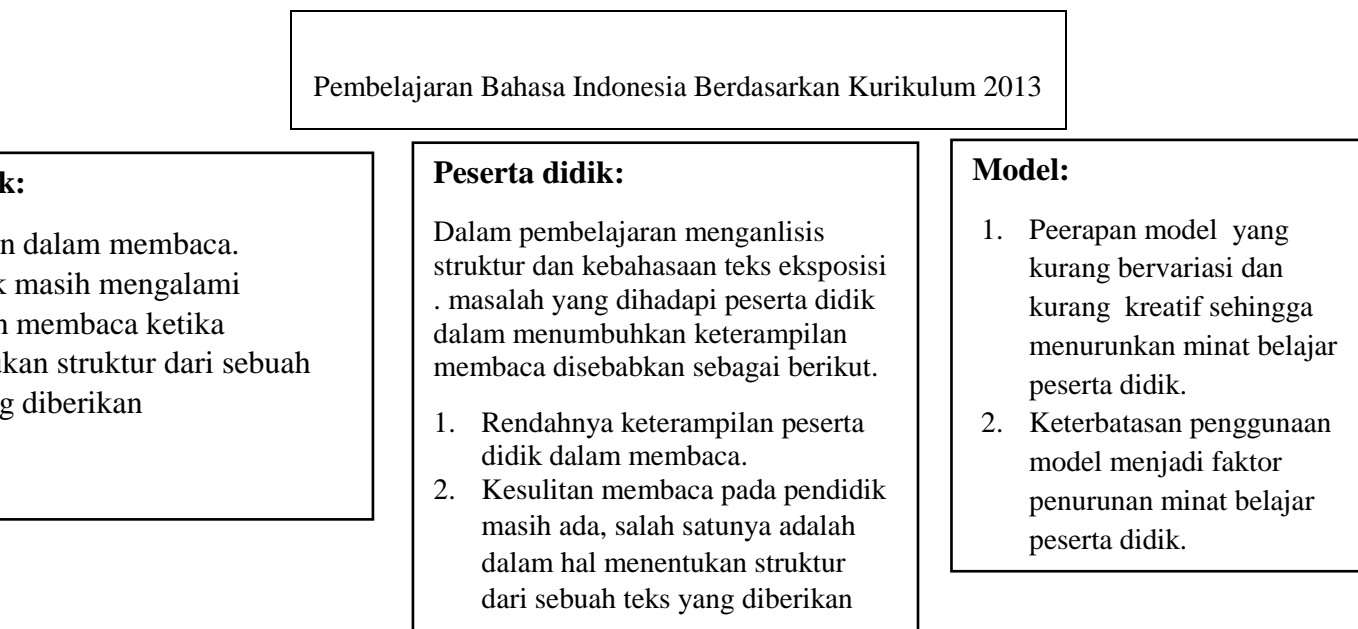 Pembelajaran Bahasa Indonesia Berdasarkan Kurikulum 2013
k:
n dalam membaca.
k masih mengalami
n membaca ketika
ukan struktur dari sebuah
g diberikan
Peserta didik:
Dalam pembelajaran menganlisis
struktur dan kebahasaan teks eksposisi
. masalah yang dihadapi peserta didik
dalam menumbuhkan keterampilan
membaca disebabkan sebagai berikut.
1. Rendahnya keterampilan peserta
didik dalam membaca.
2. Kesulitan membaca pada pendidik
masih ada, salah satunya adalah
dalam hal menentukan struktur
dari sebuah teks yang diberikan
Model:
1. Peerapan model  yang
kurang bervariasi dan
kurang  kreatif sehingga
menurunkan minat belajar
peserta didik.
2. Keterbatasan penggunaan
model menjadi faktor
penurunan minat belajar
peserta didik.